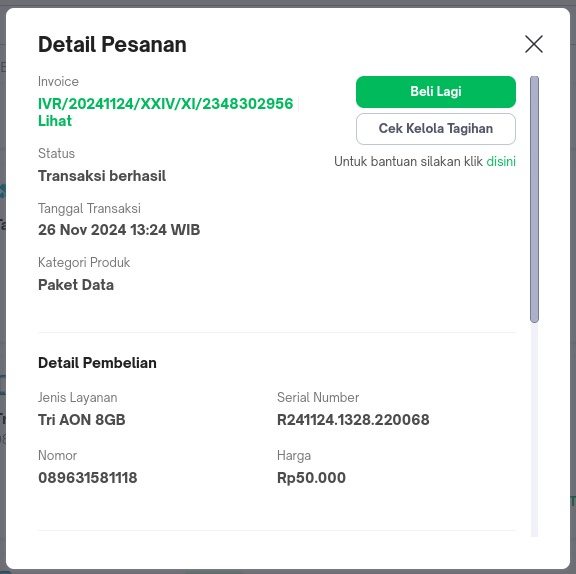 Detail Pesanan
Invoice
IVR/20241124/XXIV/XI/2348302956
Lihat
Beli Lagi
Cek Kelola Tagihan
Untuk bantuan silakan klik disini
Status
Transaksi berhasil
Tanggal Transaksi
26 Nov 2024 13:24 WIB
Kategori Produk
Paket Data
Detail Pembelian
Jenis Layanan
Tri AON 8GB
Serial Number
R241124.1328.220068
Nomor
089631581118
Harga
Rp50.000